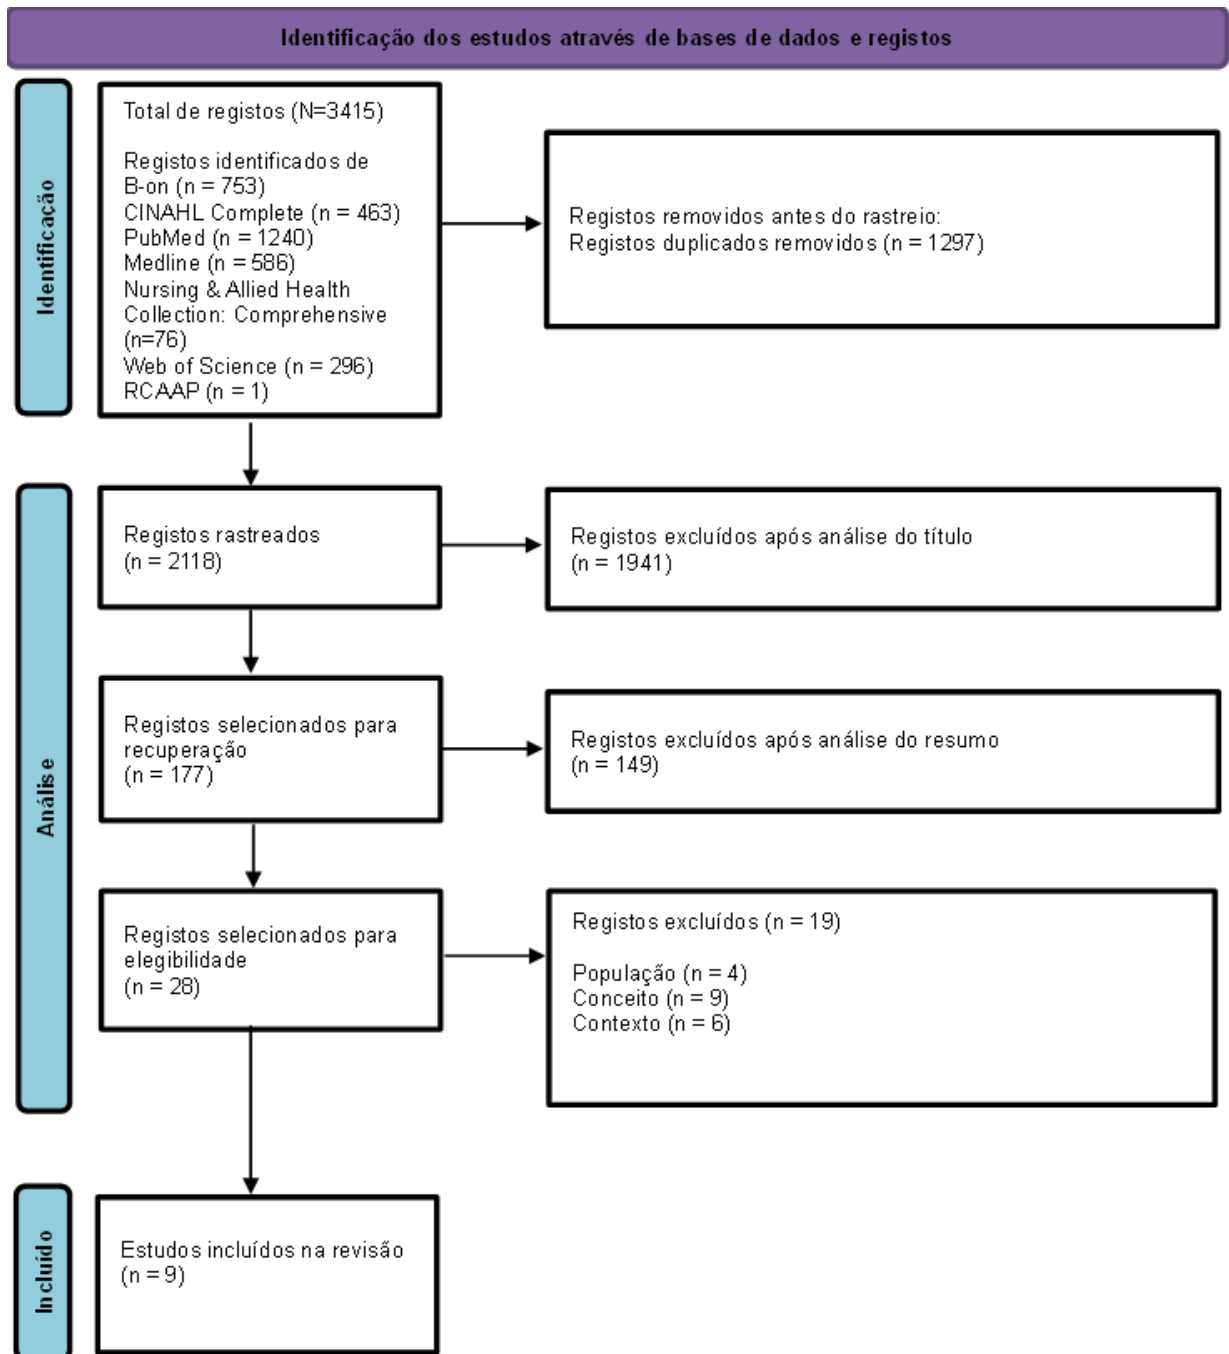 Identificação dos estudos através de bases de dados e registos
Identificação
Total de registos (N=3415)
Registos identificados de
B-on (n = 753)
CINAHL Complete (n = 463)
PubMed (n = 1240)
Medline (n = 586)
Nursing & Allied Health
Collection: Comprehensive
(n=76)
Web of Science (n = 296)
RCAAP (n = 1)
Registos removidos antes do rastreio:
Registos duplicados removidos (n = 1297)
Análise
Registos rastreados
(n = 2118)
Registos excluídos após análise do título
(n = 1941)
Registos selecionados para
recuperação
(n = 177)
Registos excluídos após análise do resumo
(n = 149)
Registos selecionados para
elegibilidade
(n = 28)
Registos excluídos (n = 19)
População (n = 4)
Conceito (n = 9)
Contexto (n = 6)
Incluído
Estudos incluídos na revisão
(n = 9)